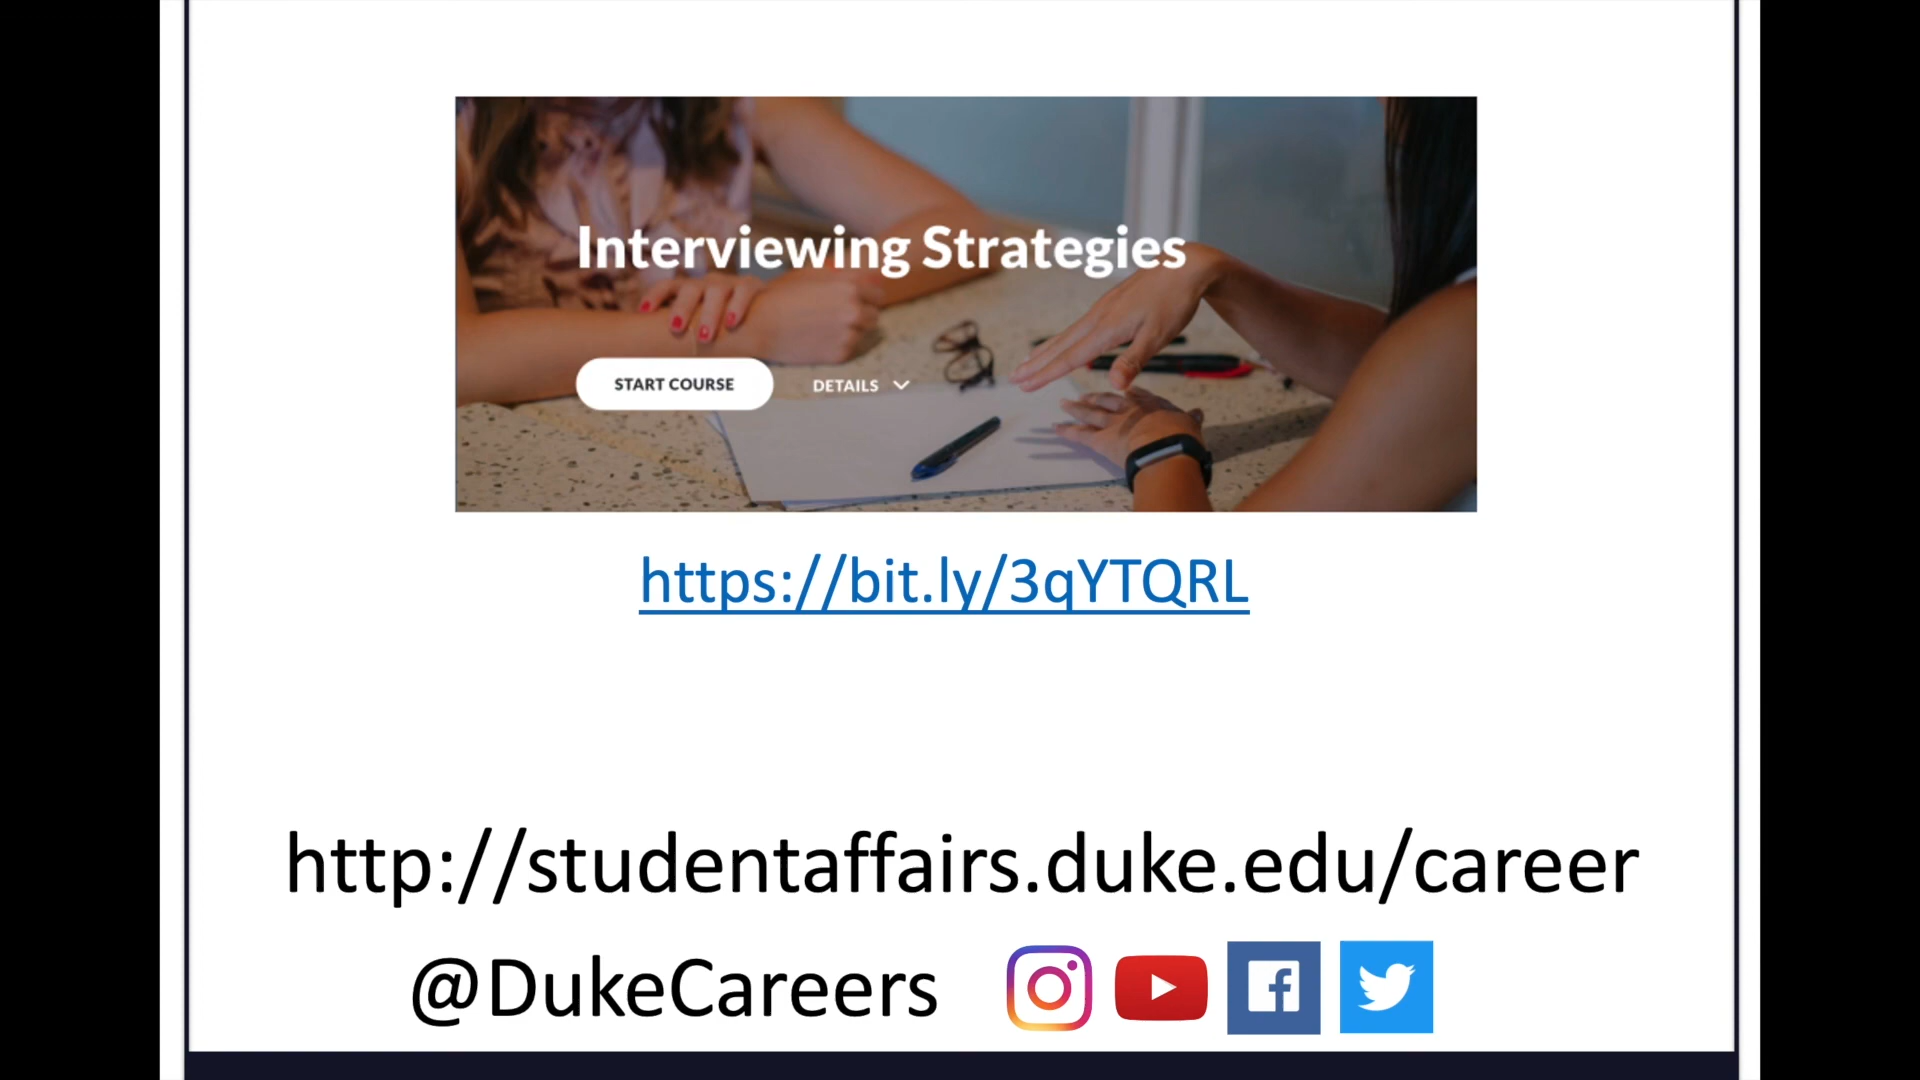 Interviewing Strategies
START COURSE DETAILS
https://bit.ly/3qYTQRL
http://studentaffairs.duke.edu/career
@DukeCareers